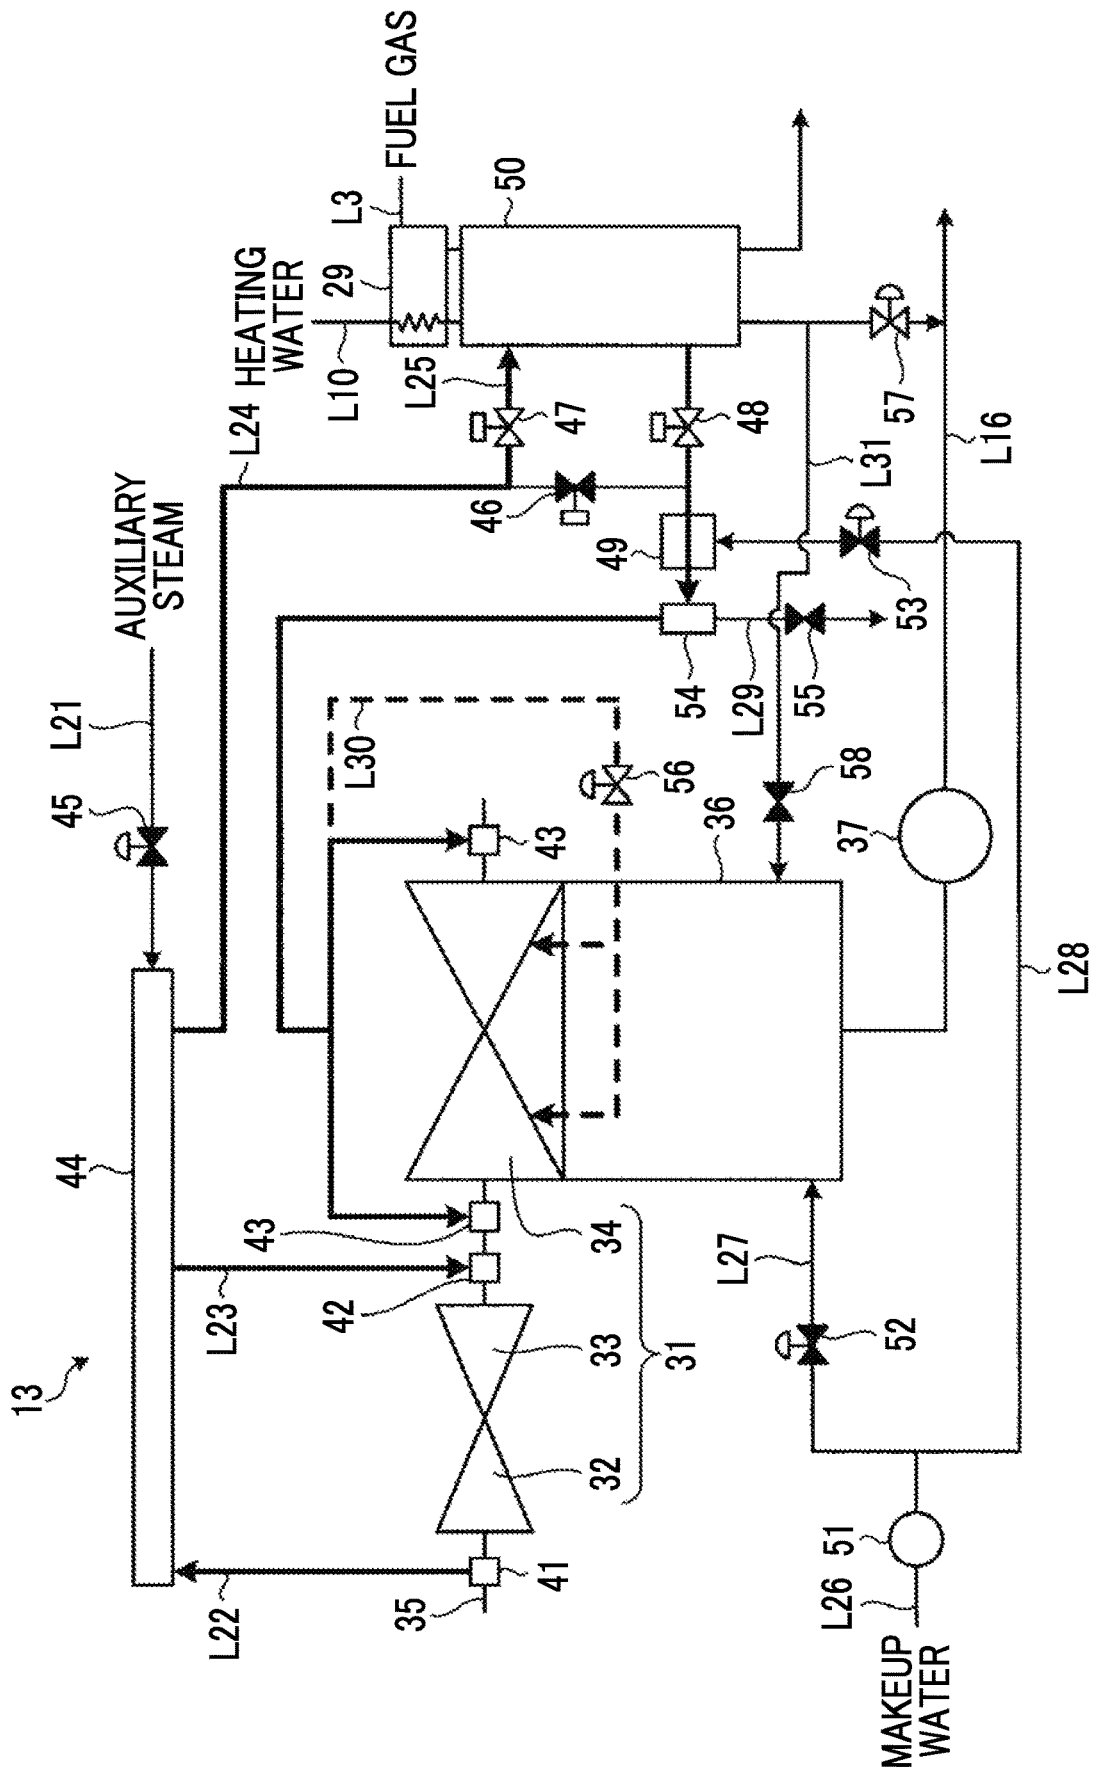 13
44
L21
45
AUXILIARY
STEAM
L24
HEATING
WATER
L10
29
L3
FUEL GAS
L25
50
47
48
46
49
54
L29
55
53
57
L31
L16
L30
56
43
36
58
37
L28
L22
L23
43
42
41
35
34
33
32
31
L27
52
51
L26
MAKEUP
WATER